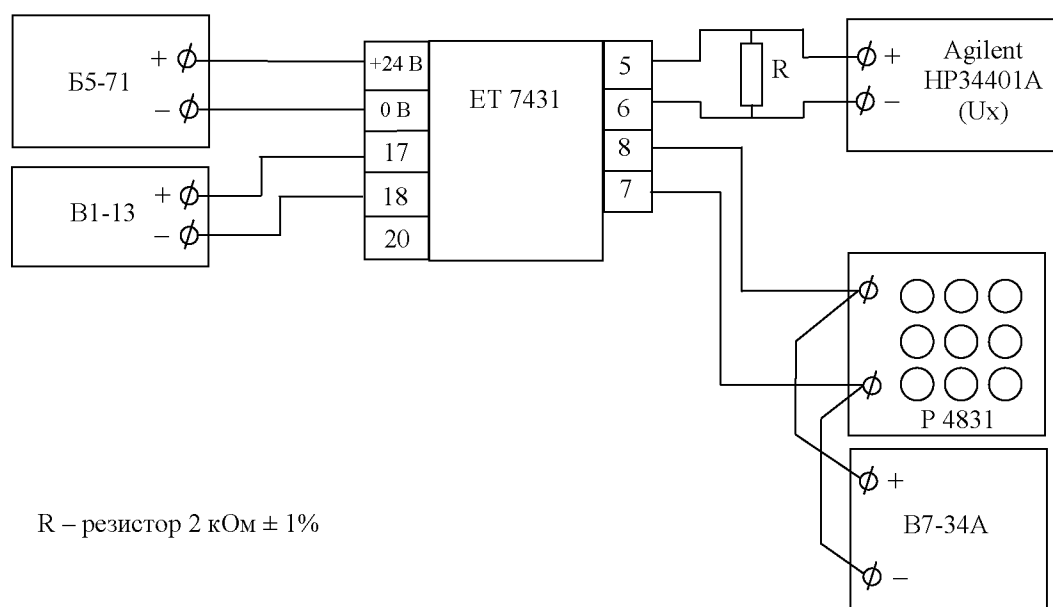 Б5-71
+
−
+24 В
0 В
17
18
20
ЕТ 7431
5
6
8
7
R
+
−
Agilent
HP34401A
(Ux)
В1-13
+
−
Р 4831
+
В7-34А
−
R – резистор 2 кОм ± 1%